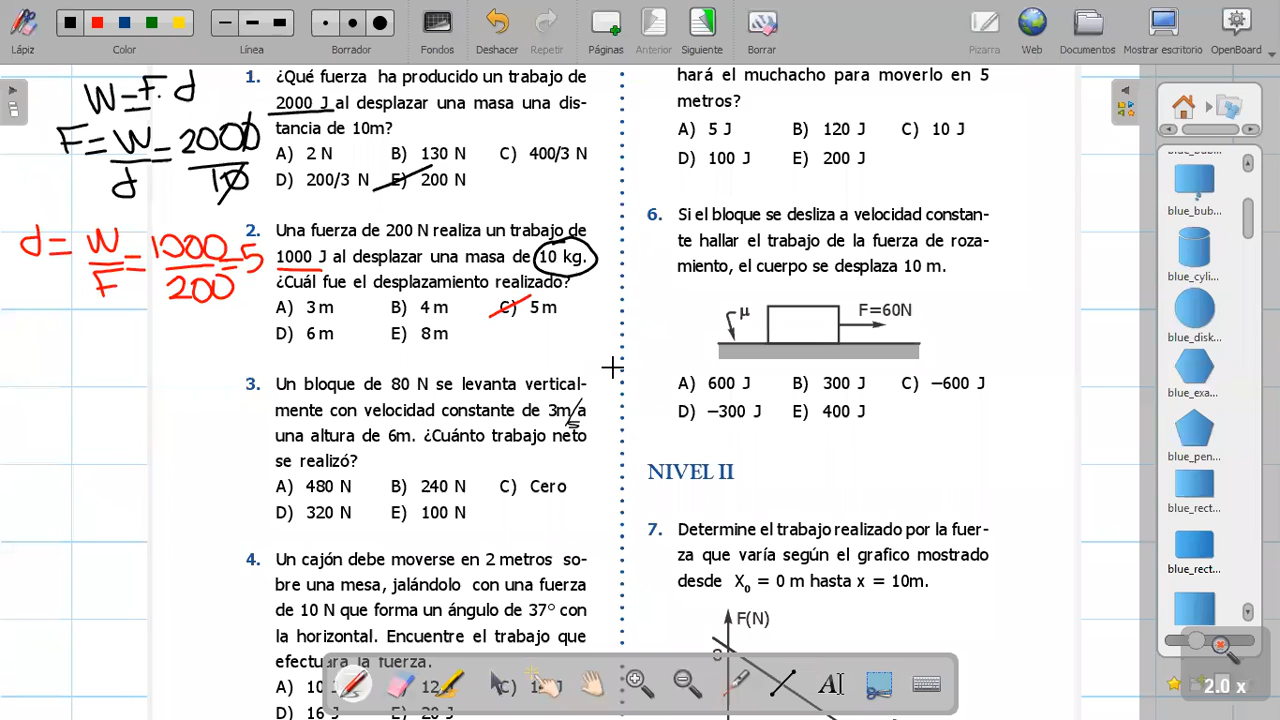 Lápiz
Color
Línea
Borrador
Fondos
Deshacer
Repetir
Páginas
Anterior
Siguiente
Borrar
Pizarra
Web
Documentos
Mostrar escritorio
OpenBoard
W = F. d
F = W = 2000
d 10
d = W = 1000 = 5
F 200
1. ¿Qué fuerza ha producido un trabajo de
2000 J al desplazar una masa una dis-
tancia de 10m?
A) 2 N B) 130 N C) 400/3 N
D) 200/3 N E) 200 N
2. Una fuerza de 200 N realiza un trabajo de
1000 J al desplazar una masa de 10 kg.
¿Cuál fue el desplazamiento realizado?
A) 3 m B) 4 m C) 5 m
D) 6 m E) 8 m
3. Un bloque de 80 N se levanta vertical-
mente con velocidad constante de 3m/a
una altura de 6m. ¿Cuánto trabajo neto
se realizó?
A) 480 N B) 240 N C) Cero
D) 320 N E) 100 N
4. Un cajón debe moverse en 2 metros so-
bre una mesa, jalándolo con una fuerza
de 10 N que forma un ángulo de 37° con
la horizontal. Encuentre el trabajo que
efectuara la fuerza.
hará el muchacho para moverlo en 5
metros?
A) 5 J B) 120 J C) 10 J
D) 100 J E) 200 J
6. Si el bloque se desliza a velocidad constan-
te hallar el trabajo de la fuerza de roza-
miento, el cuerpo se desplaza 10 m.
μ F=60N
A) 600 J B) 300 J C) –600 J
D) –300 J E) 400 J
NIVEL II
7. Determine el trabajo realizado por la fuer-
za que varía según el grafico mostrado
desde X0 = 0 m hasta x = 10m.
F(N)
blue_bub...
blue_cyli...
blue_disk...
blue_exa...
blue_pen...
blue_rect...
blue_rect...
2.0 x